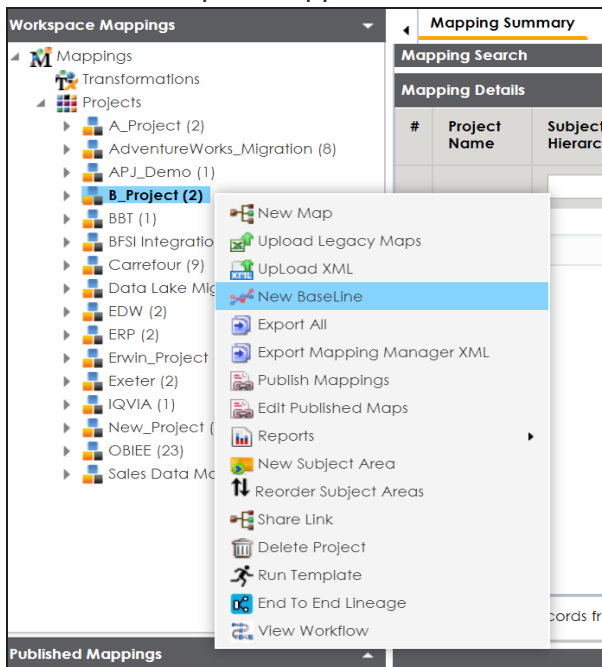 Workspace Mappings
Mappings
Transformations
Projects
A_Project (2)
AdventureWorks_Migration (8)
APJ_Demo (1)
B_Project (2)
BBT (1)
BFSI Integratio
Carrefour (9)
Data Lake Mig
EDW (2)
ERP (2)
Erwin_Project
Exeter (2)
IQVIA (1)
New_Project (
OBIEE (23)
Sales Data Ma
Published Mappings
Mapping Summary
Mapping Search
Mapping Details
# Project Name Subject Hierarc
New Map
Upload Legacy Maps
UpLoad XML
New BaseLine
Export All
Export Mapping Manager XML
Publish Mappings
Edit Published Maps
Reports
New Subject Area
Reorder Subject Areas
Share Link
Delete Project
Run Template
End To End Lineage
View Workflow
cords fr